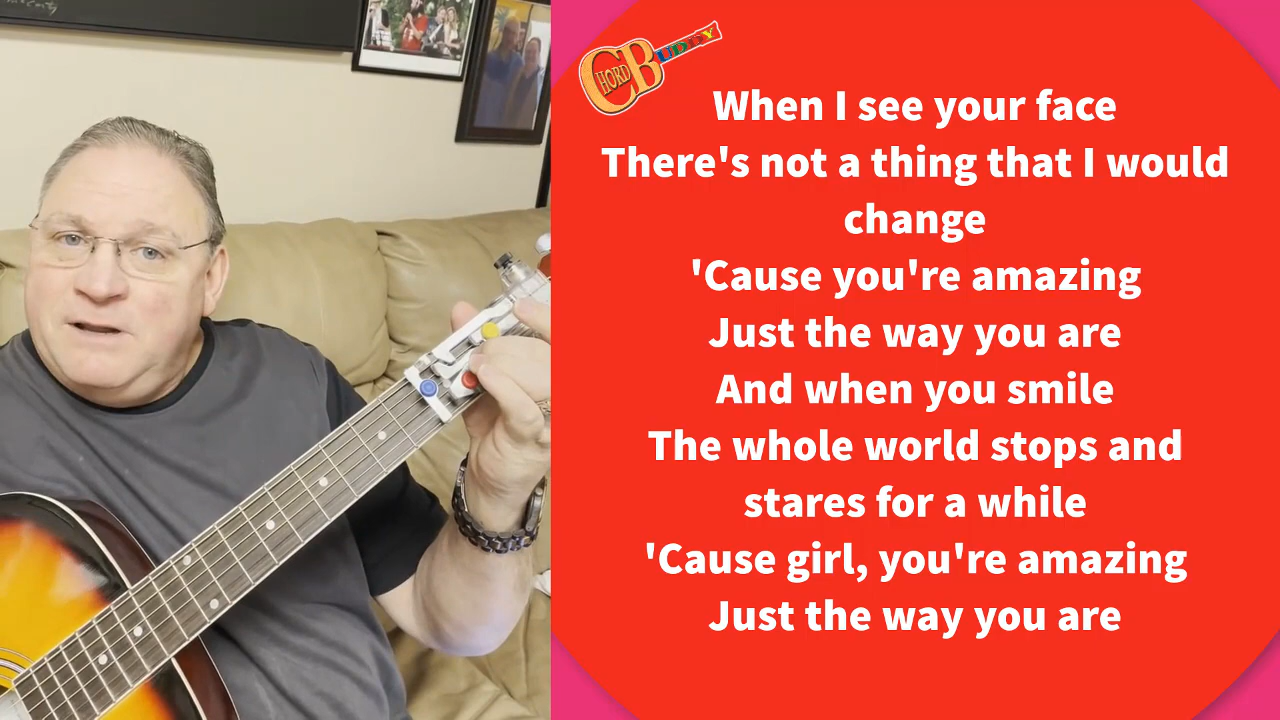 CHORD BUDDY
When I see your face
There's not a thing that I would
change
'Cause you're amazing
Just the way you are
And when you smile
The whole world stops and
stares for a while
'Cause girl, you're amazing
Just the way you are